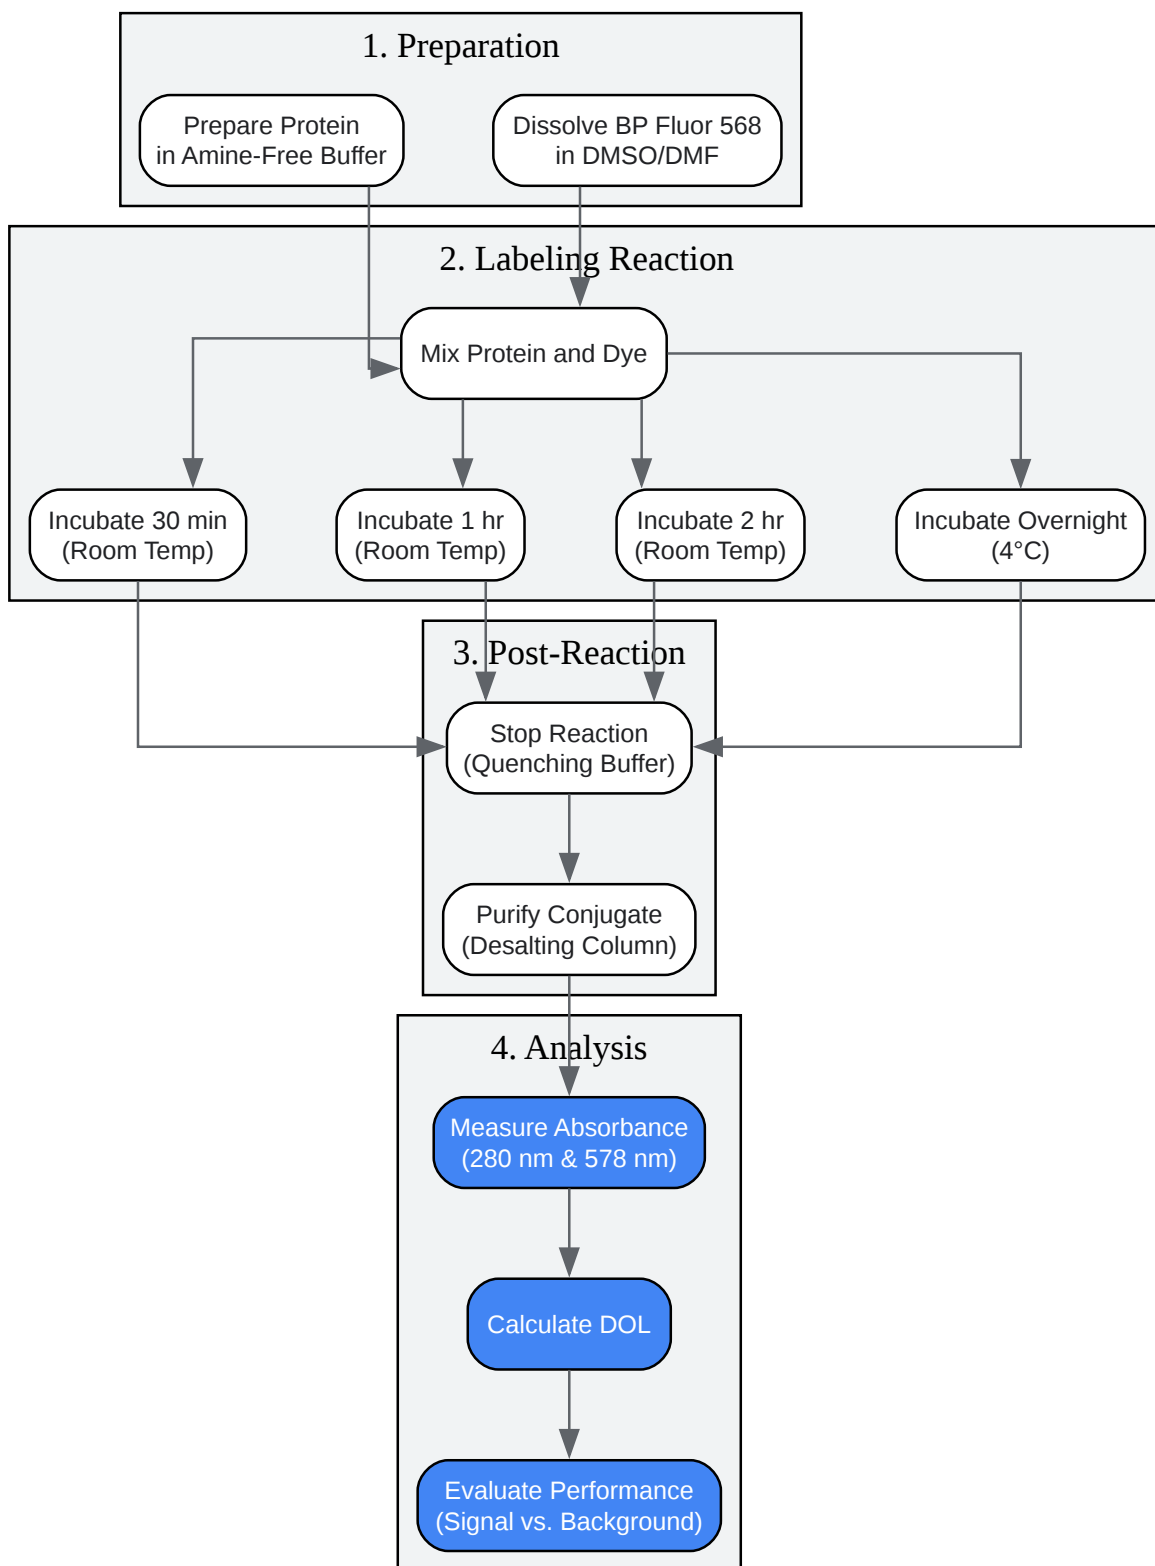 1. Preparation
Prepare Protein
in Amine-Free Buffer
Dissolve BP Fluor 568
in DMSO/DMF
2. Labeling Reaction
Mix Protein and Dye
Incubate 30 min
(Room Temp)
Incubate 1 hr
(Room Temp)
Incubate 2 hr
(Room Temp)
Incubate Overnight
(4°C)
3. Post-Reaction
Stop Reaction
(Quenching Buffer)
Purify Conjugate
(Desalting Column)
4. Analysis
Measure Absorbance
(280 nm & 578 nm)
Calculate DOL
Evaluate Performance
(Signal vs. Background)